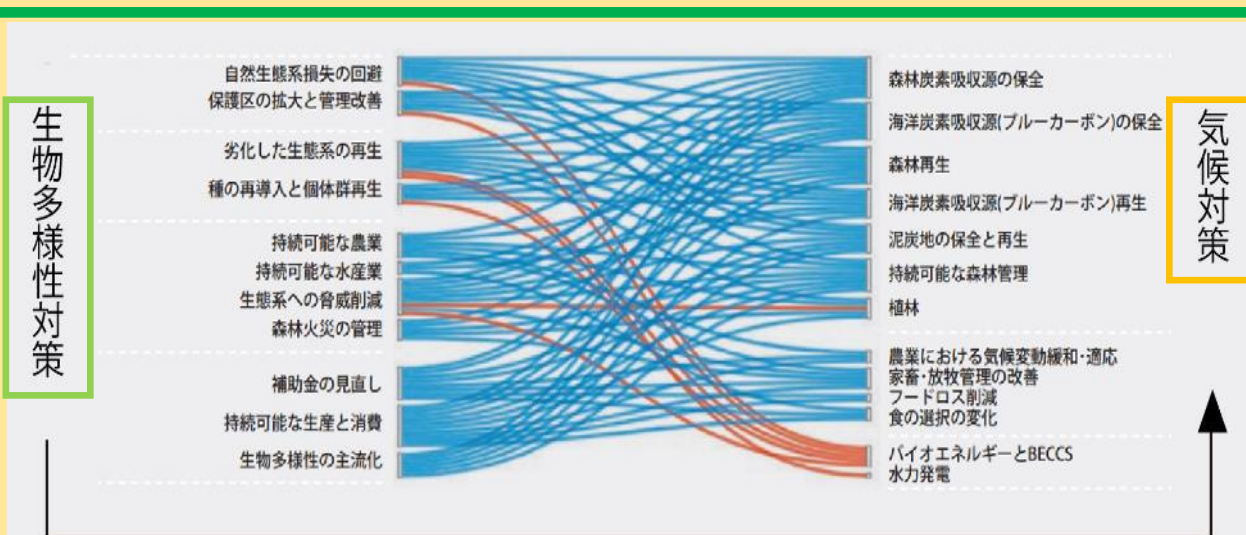 生物多様性対策
自然生態系損失の回避
保護区の拡大と管理改善
劣化した生態系の再生
種の再導入と個体群再生
持続可能な農業
持続可能な水産業
生態系への脅威削減
森林火災の管理
補助金の見直し
持続可能な生産と消費
生物多様性の主流化
森林炭素吸収源の保全
海洋炭素吸収源(ブルーカーボン)の保全
森林再生
海洋炭素吸収源(ブルーカーボン)再生
泥炭地の保全と再生
持続可能な森林管理
植林
農業における気候変動緩和・適応
家畜・放牧管理の改善
フードロス削減
食の選択の変化
バイオエネルギーとBECCS
水力発電
気候対策